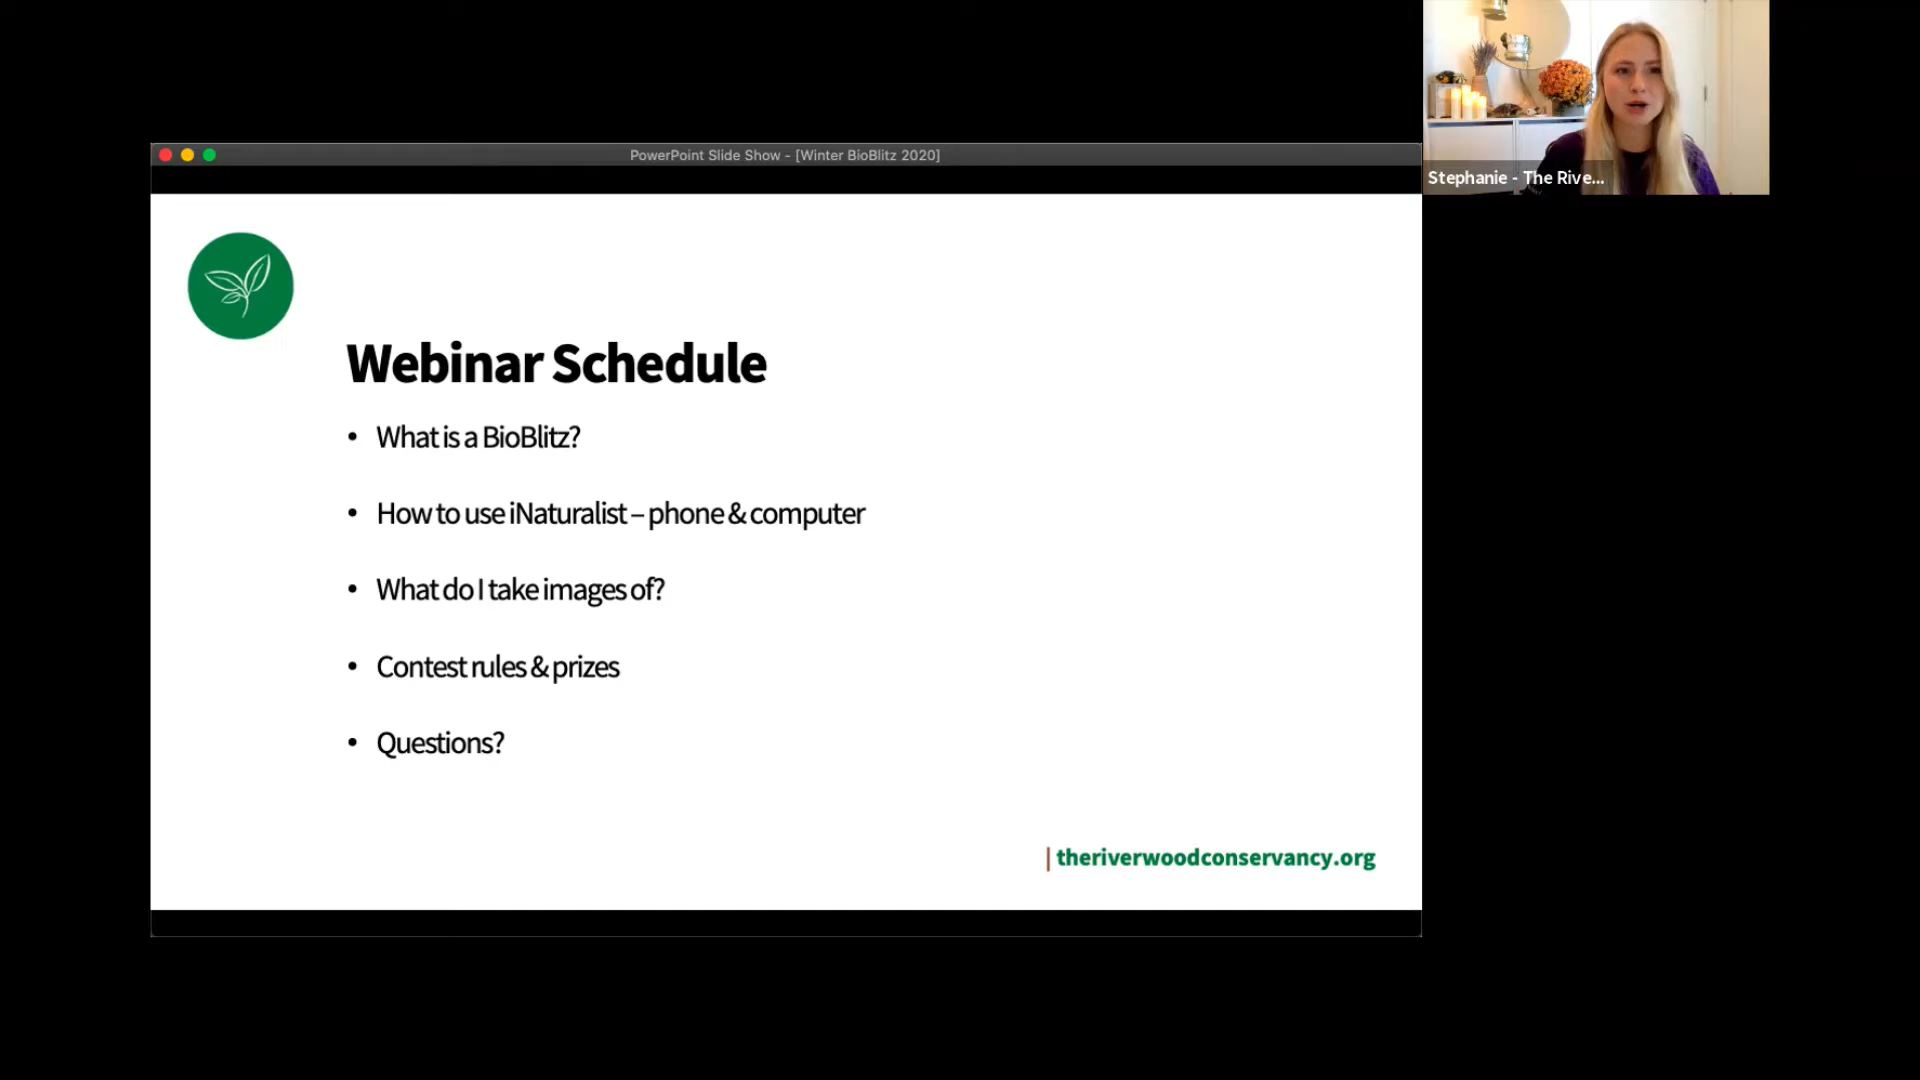 PowerPoint Slide Show - [Winter BioBlitz 2020]
Stephanie - The Rive...
Webinar Schedule
• What is a BioBlitz?
• How to use iNaturalist – phone & computer
• What do I take images of?
• Contest rules & prizes
• Questions?
| theriverwoodconservancy.org